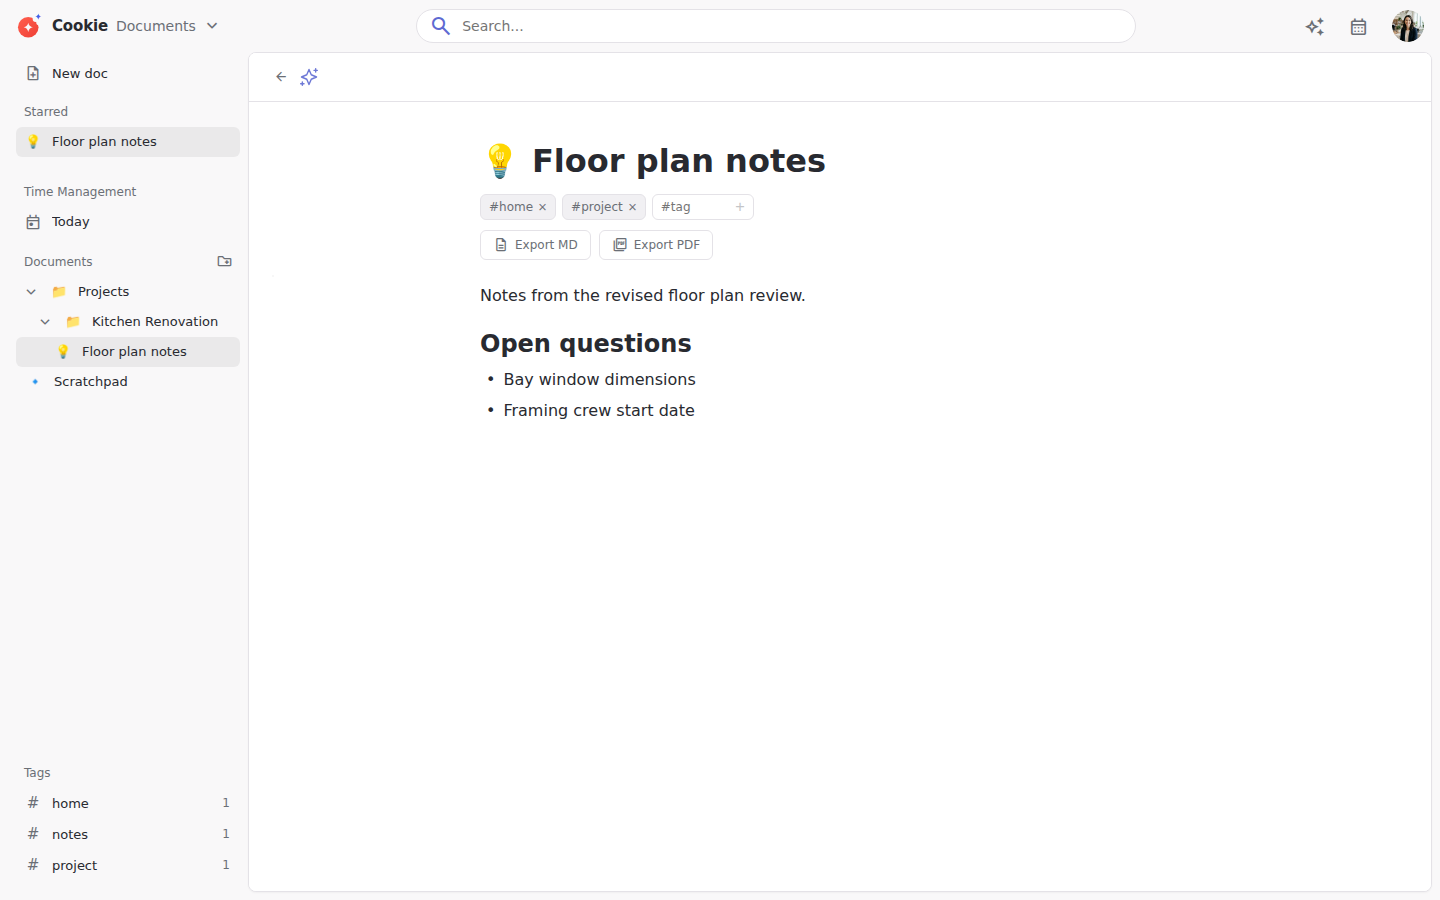 Cookie Documents
Search...
New doc
Starred
Floor plan notes
Time Management
Today
Documents
Projects
Kitchen Renovation
Floor plan notes
Scratchpad
Tags
# home 1
# notes 1
# project 1
Floor plan notes
#home × #project × #tag +
Export MD Export PDF
Notes from the revised floor plan review.
Open questions
• Bay window dimensions
• Framing crew start date